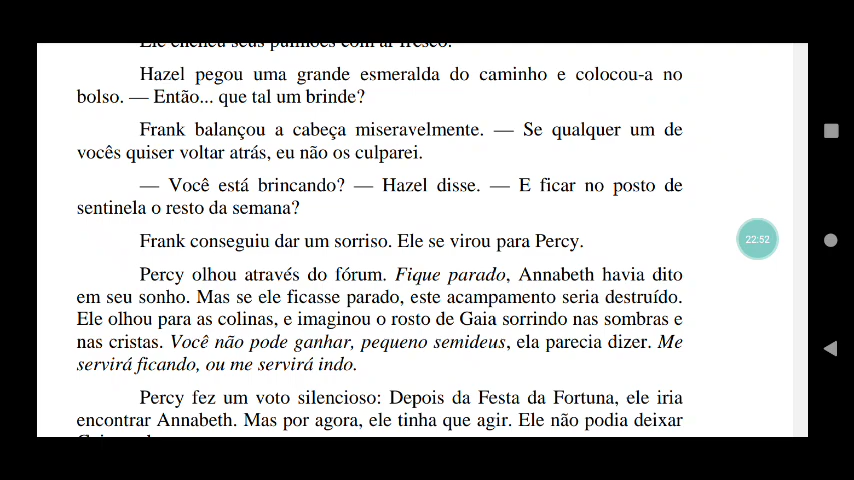 Ele encheu seus pulmões com ar fresco.
Hazel pegou uma grande esmeralda do caminho e colocou-a no
bolso. — Então... que tal um brinde?
Frank balançou a cabeça miseravelmente. — Se qualquer um de
vocês quiser voltar atrás, eu não os culparei.
— Você está brincando? — Hazel disse. — E ficar no posto de
sentinela o resto da semana?
Frank conseguiu dar um sorriso. Ele se virou para Percy.
Percy olhou através do fórum. Fique parado, Annabeth havia dito
em seu sonho. Mas se ele ficasse parado, este acampamento seria destruído.
Ele olhou para as colinas, e imaginou o rosto de Gaia sorrindo nas sombras e
nas cristas. Você não pode ganhar, pequeno semideus, ela parecia dizer. Me
servirá ficando, ou me servirá indo.
Percy fez um voto silencioso: Depois da Festa da Fortuna, ele iria
encontrar Annabeth. Mas por agora, ele tinha que agir. Ele não podia deixar
22:52